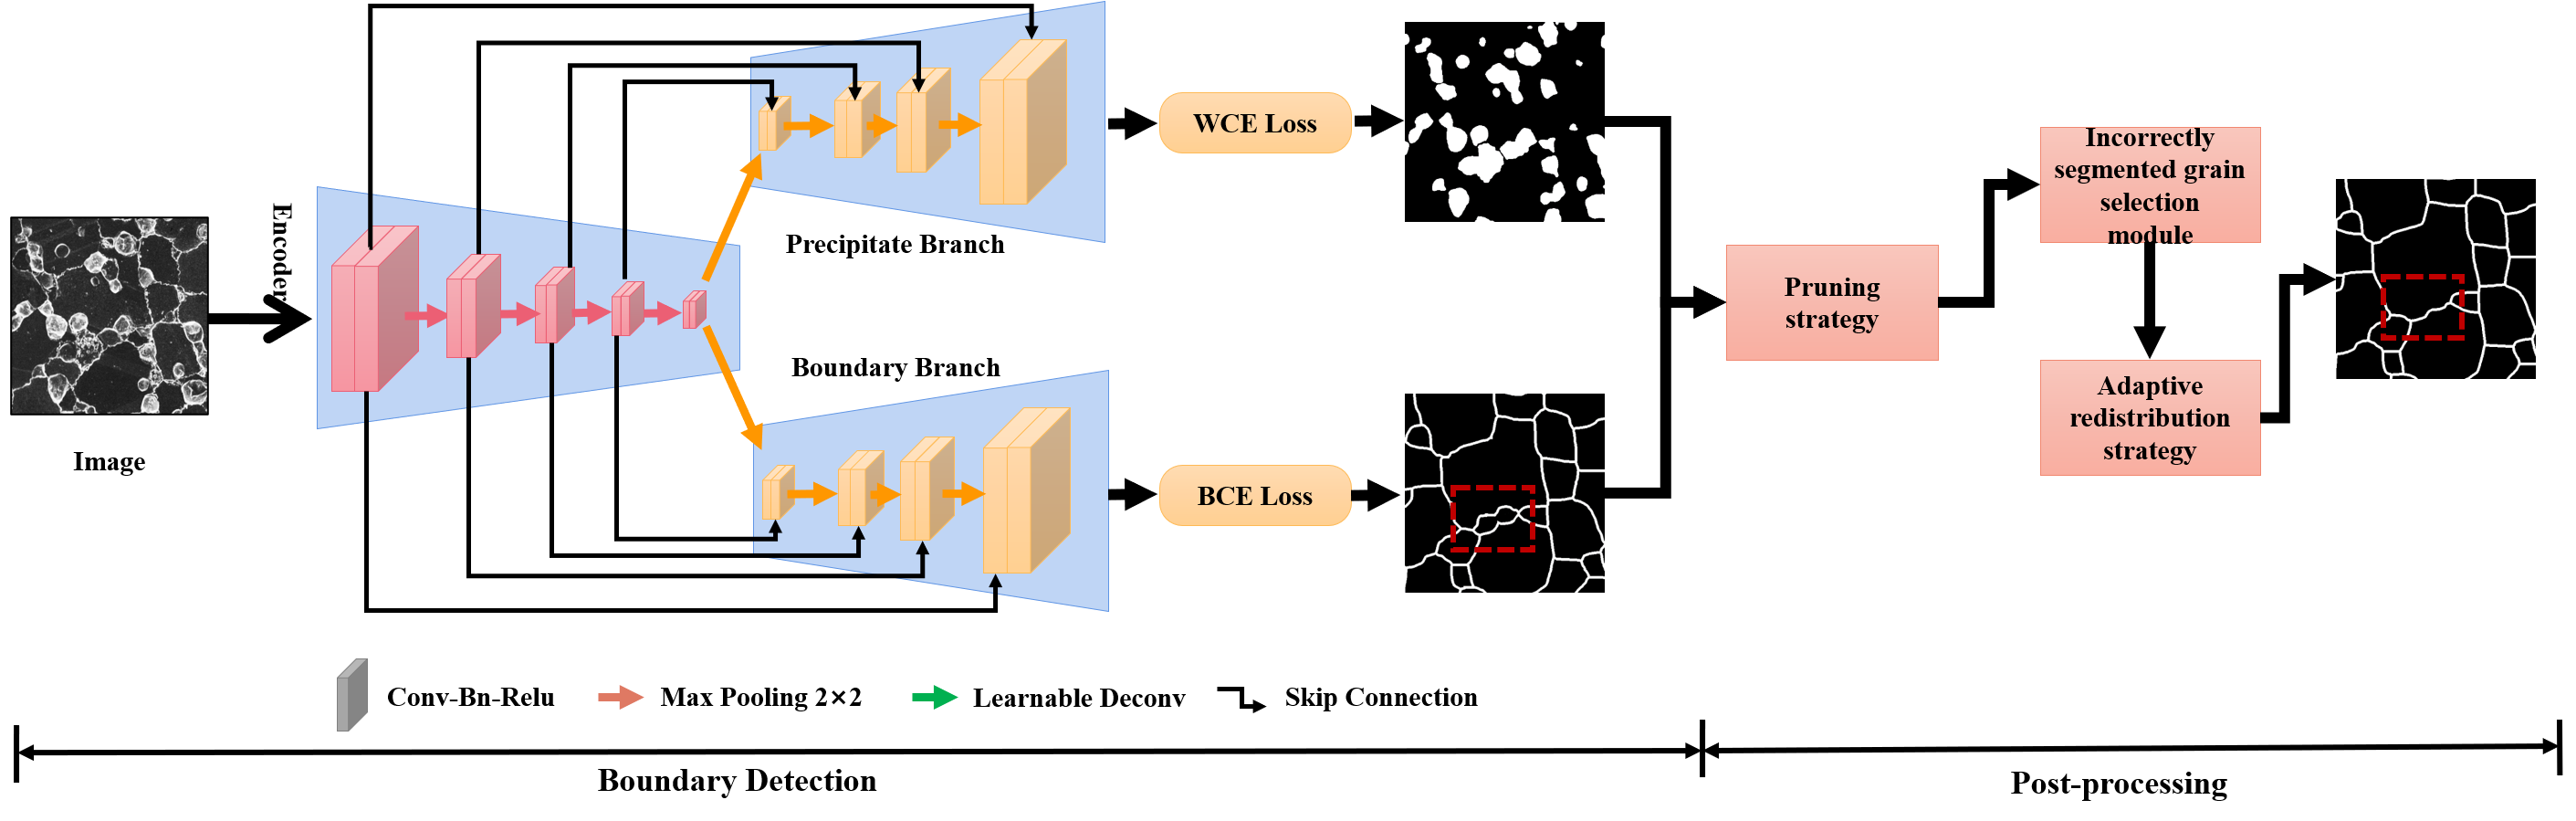 Image
Encoder
Precipitate Branch
Boundary Branch
WCE Loss
BCE Loss
Pruning
strategy
Incorrectly
segmented grain
selection
module
Adaptive
redistribution
strategy
Conv-Bn-Relu
Max Pooling 2×2
Learnable Deconv
Skip Connection
Boundary Detection
Post-processing